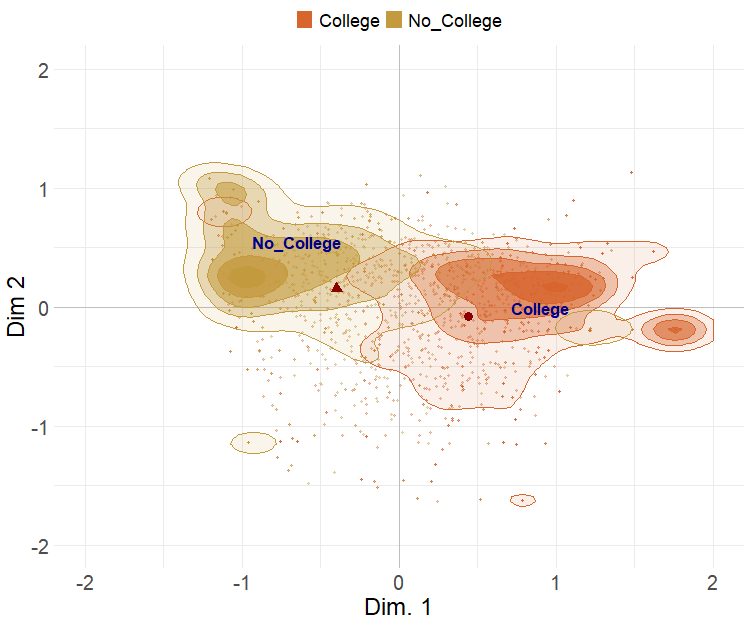 College No_College
2
1
0
-1
-2
No_College
College
-2 -1 0 1 2
Dim. 1
Dim 2